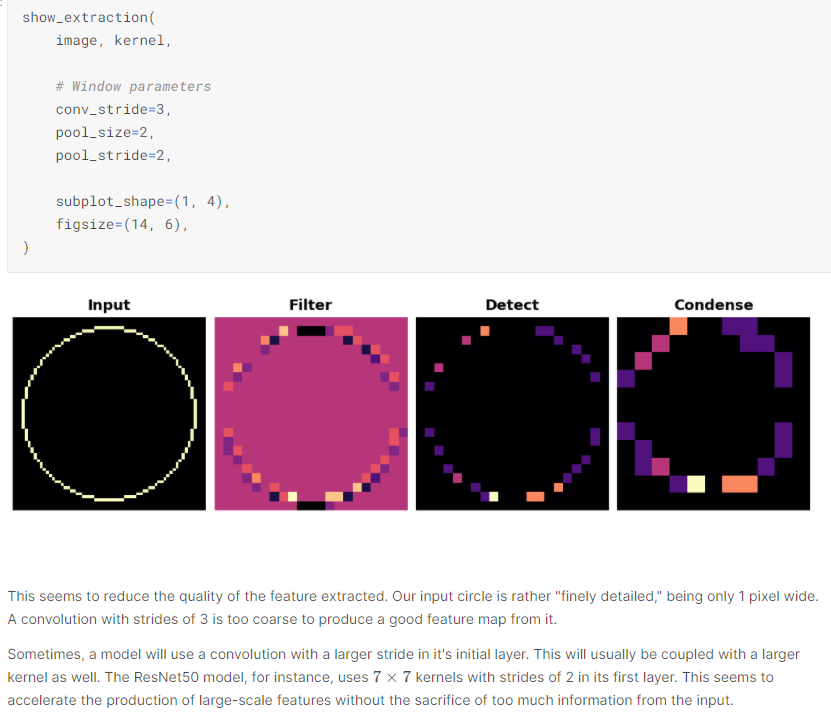 show_extraction(
    image, kernel,
    # Window parameters
    conv_stride=3,
    pool_size=2,
    pool_stride=2,
    subplot_shape=(1, 4),
    figsize=(14, 6),
)
Input Filter Detect Condense
This seems to reduce the quality of the feature extracted. Our input circle is rather "finely detailed," being only 1 pixel wide.
A convolution with strides of 3 is too coarse to produce a good feature map from it.
Sometimes, a model will use a convolution with a larger stride in it's initial layer. This will usually be coupled with a larger
kernel as well. The ResNet50 model, for instance, uses 7 × 7 kernels with strides of 2 in its first layer. This seems to
accelerate the production of large-scale features without the sacrifice of too much information from the input.